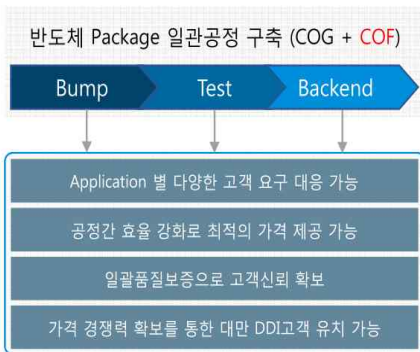 반도체 Package 일관공정 구축 (COG + COF)
Bump Test Backend
Application 별 다양한 고객 요구 대응 가능
공정간 효율 강화로 최적의 가격 제공 가능
일괄품질보증으로 고객신뢰 확보
가격 경쟁력 확보를 통한 대만 DDI고객 유치 가능